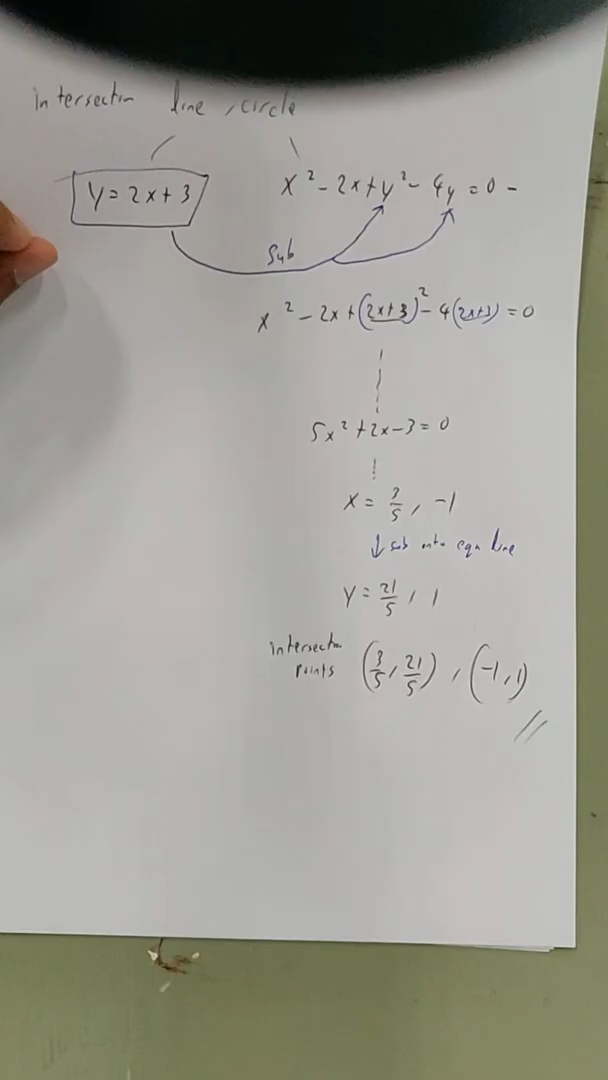 intersection line, circle
y = 2x + 3
x² - 2x + y² - 4y = 0 -
sub
x² - 2x + (2x+3)² - 4(2x+3) = 0
5x² + 2x - 3 = 0
x = 3/5, -1
↓ sub into eqn line
y = 21/5, 1
intersection
points (3/5, 21/5), (-1, 1)